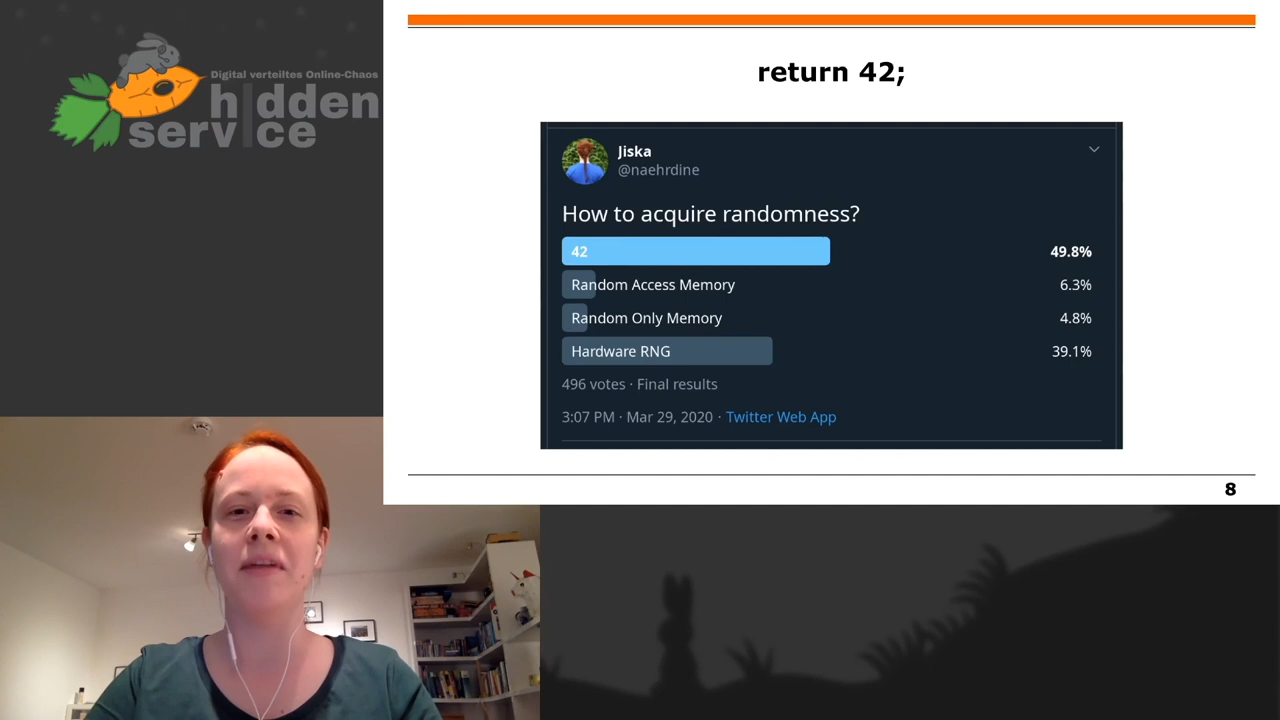 Digital verteiltes Online-Chaos
hidden
service
return 42;
Jiska
@naehrdine
How to acquire randomness?
42 49.8%
Random Access Memory 6.3%
Random Only Memory 4.8%
Hardware RNG 39.1%
496 votes · Final results
3:07 PM · Mar 29, 2020 · Twitter Web App
8